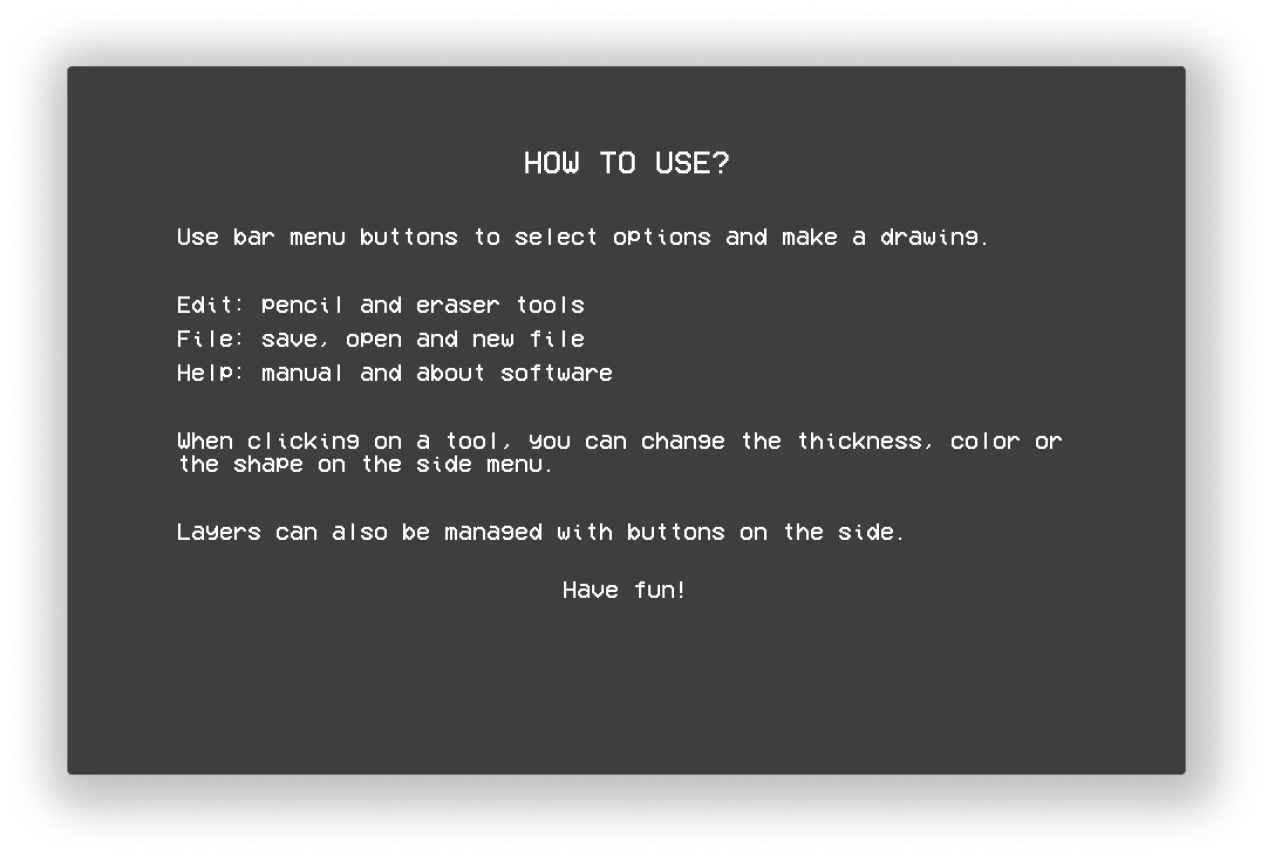 HOW TO USE?
Use bar menu buttons to select options and make a drawing.
Edit: pencil and eraser tools
File: save, open and new file
Help: manual and about software
When clicking on a tool, you can change the thickness, color or
the shape on the side menu.
Layers can also be managed with buttons on the side.
Have fun!